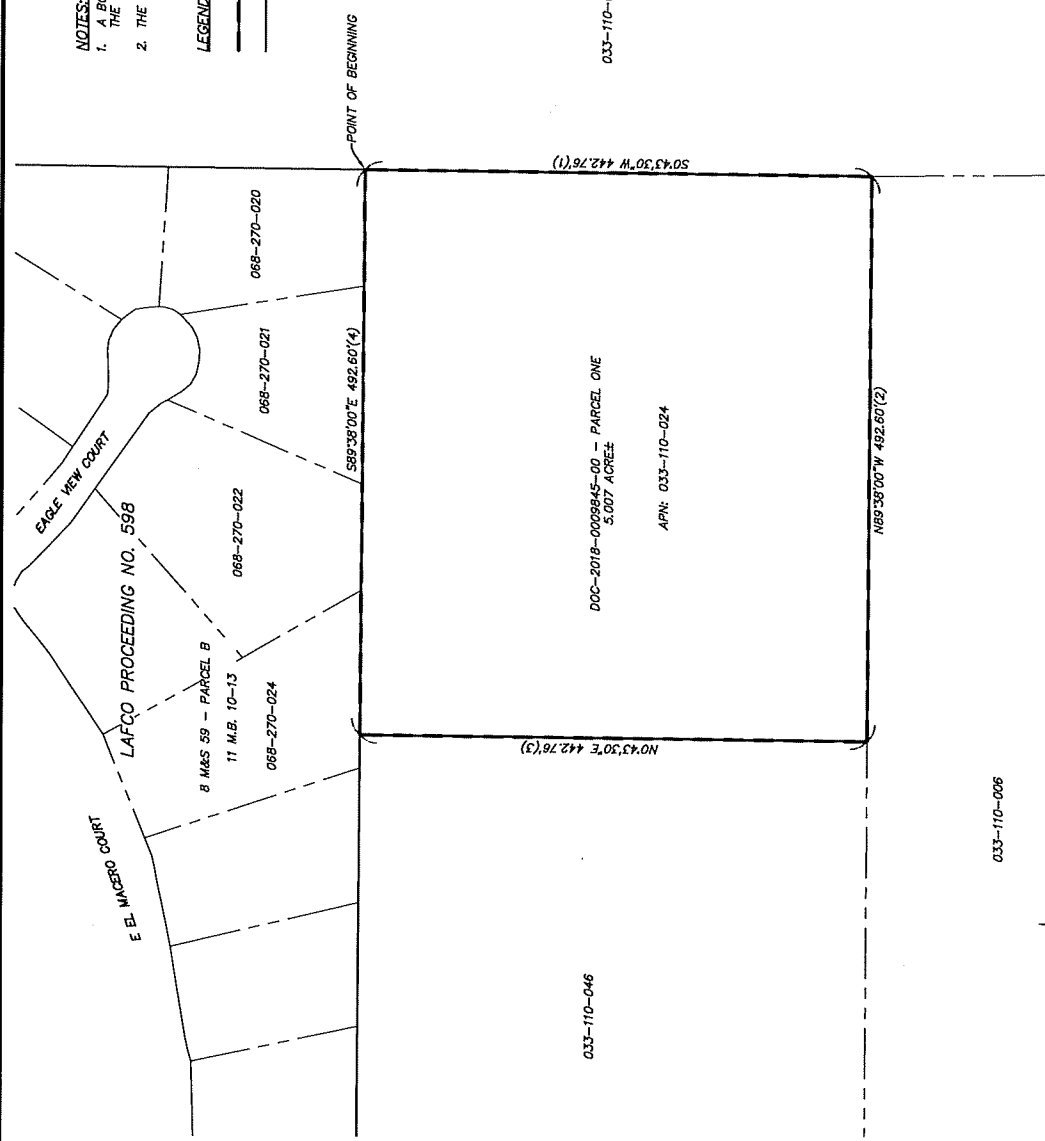 NOTES:
1. A BO
THE
2. THE
LEGEND
033-110-
POINT OF BEGINNING
EAGLE VIEW COURT
LAFCO PROCEEDING NO. 598
E EL MACERO COURT
8 M&S 59 - PARCEL B
11 M.B. 10-13
068-270-024
068-270-022
068-270-021
068-270-020
S89°38'00"E 492.60'(4)
S0°43'30"W 442.76'(1)
DOC-2018-0009845-00 - PARCEL ONE
5.007 ACRE±
APN: 033-110-024
N0°43'30"E 442.76'(3)
N89°38'00"W 492.60'(2)
033-110-046
033-110-006